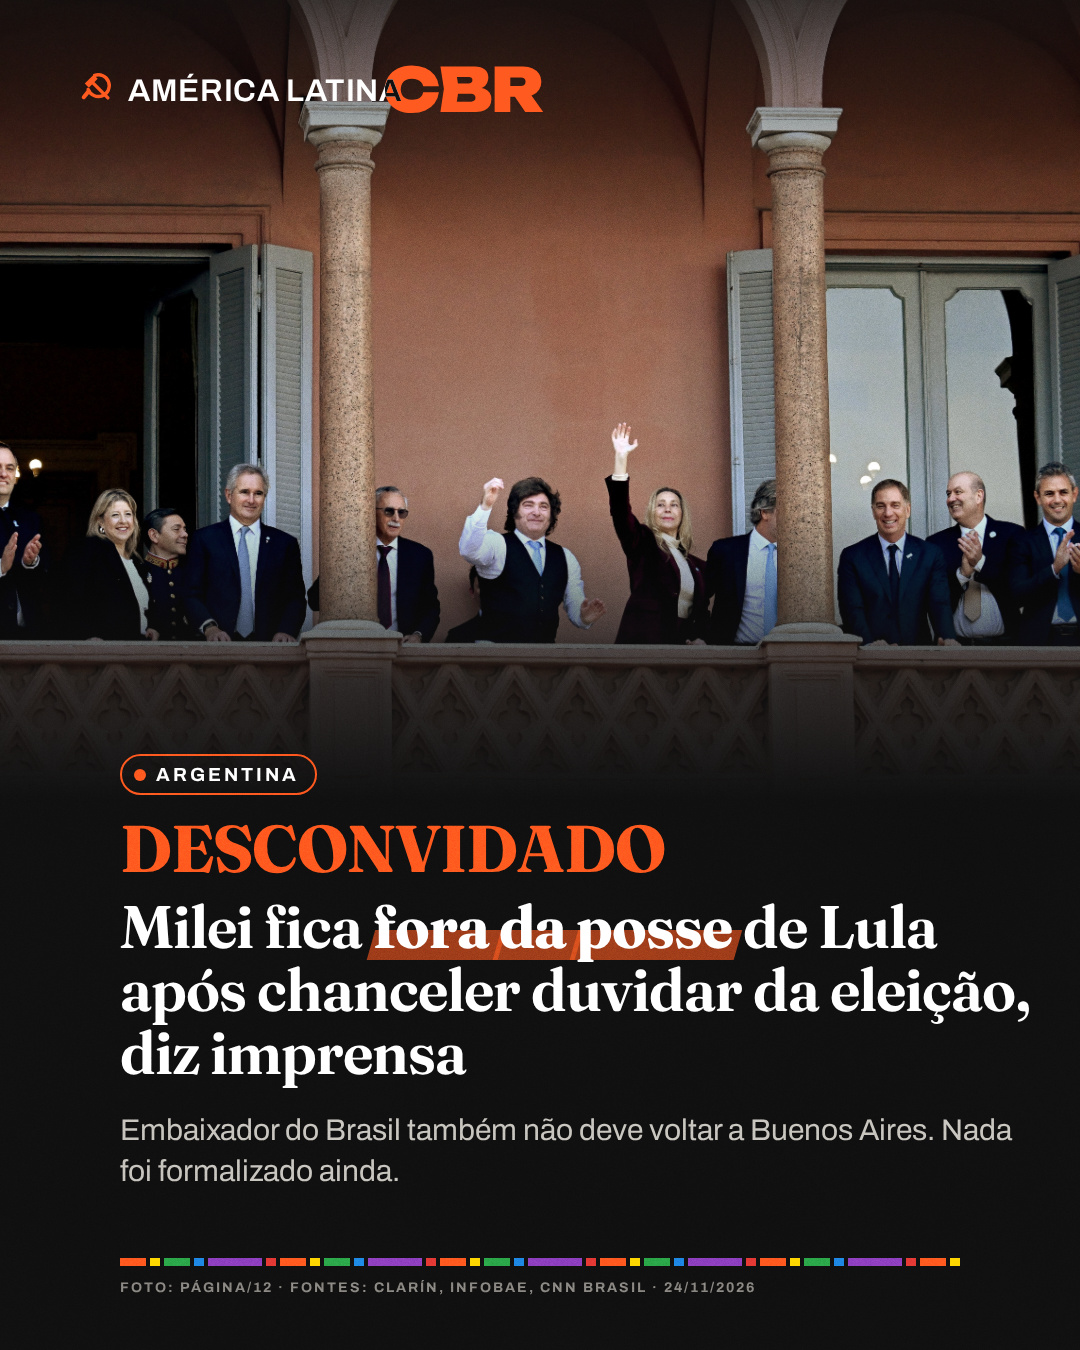 AMÉRICA LATINA
CBR
ARGENTINA
DESCONVIDADO
Milei fica fora da posse de Lula
após chanceler duvidar da eleição,
diz imprensa
Embaixador do Brasil também não deve voltar a Buenos Aires. Nada
foi formalizado ainda.
FOTO: PÁGINA/12 · FONTES: CLARÍN, INFOBAE, CNN BRASIL · 24/11/2026